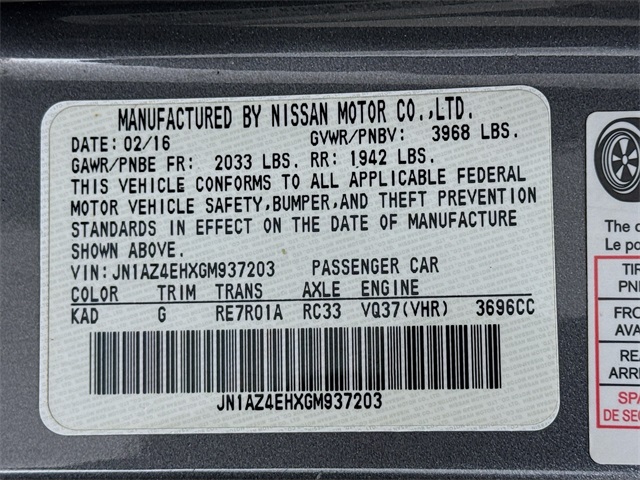 MANUFACTURED BY NISSAN MOTOR CO.,LTD.
DATE: 02/16 GVWR/PNBV: 3968 LBS.
GAWR/PNBE FR: 2033 LBS. RR: 1942 LBS.
THIS VEHICLE CONFORMS TO ALL APPLICABLE FEDERAL
MOTOR VEHICLE SAFETY,BUMPER,AND THEFT PREVENTION
STANDARDS IN EFFECT ON THE DATE OF MANUFACTURE
SHOWN ABOVE.
VIN: JN1AZ4EHXGM937203 PASSENGER CAR
COLOR TRIM TRANS AXLE ENGINE
KAD G RE7R01A RC33 VQ37(VHR) 3696CC
JN1AZ4EHXGM937203
The
Le
DE